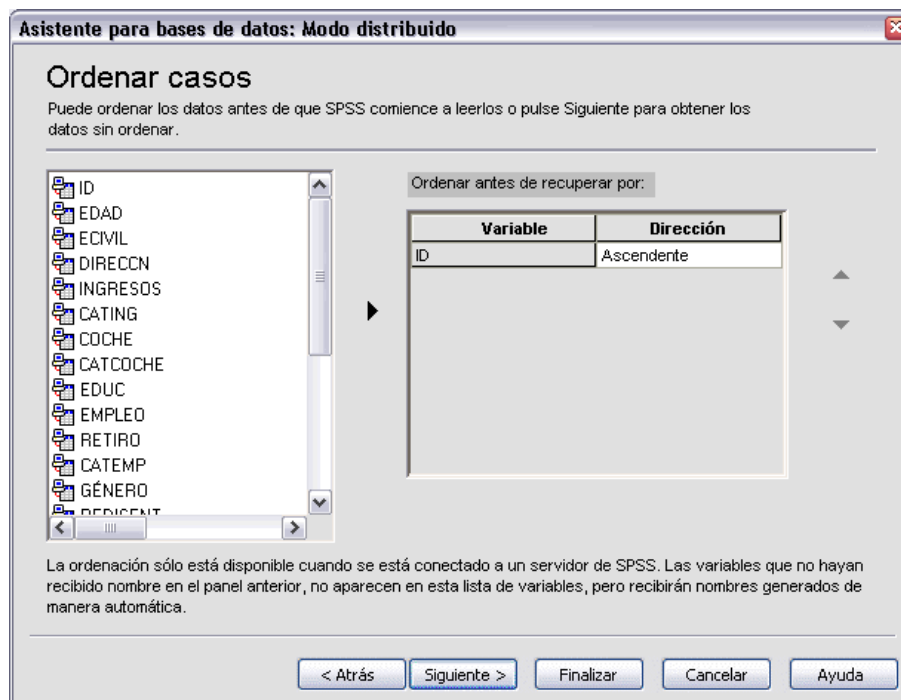 Asistente para bases de datos: Modo distribuido
Ordenar casos
Puede ordenar los datos antes de que SPSS comience a leerlos o pulse Siguiente para obtener los
datos sin ordenar.
ID
EDAD
ECIVIL
DIRECCN
INGRESOS
CATING
COCHE
CATCOCHE
EDUC
EMPLEO
RETIRO
CATEMP
GÉNERO
Ordenar antes de recuperar por:
Variable Dirección
ID Ascendente
La ordenación sólo está disponible cuando se está conectado a un servidor de SPSS. Las variables que no hayan
recibido nombre en el panel anterior, no aparecen en esta lista de variables, pero recibirán nombres generados de
manera automática.
< Atrás Siguiente > Finalizar Cancelar Ayuda